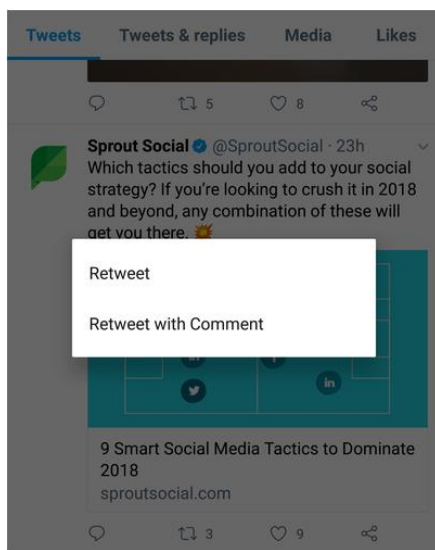 Tweets Tweets & replies Media Likes
5 8
Sprout Social @SproutSocial · 23h
Which tactics should you add to your social
strategy? If you're looking to crush it in 2018
and beyond, any combination of these will
get you there. 💥
Retweet
Retweet with Comment
in
9 Smart Social Media Tactics to Dominate
2018
sproutsocial.com
3 9